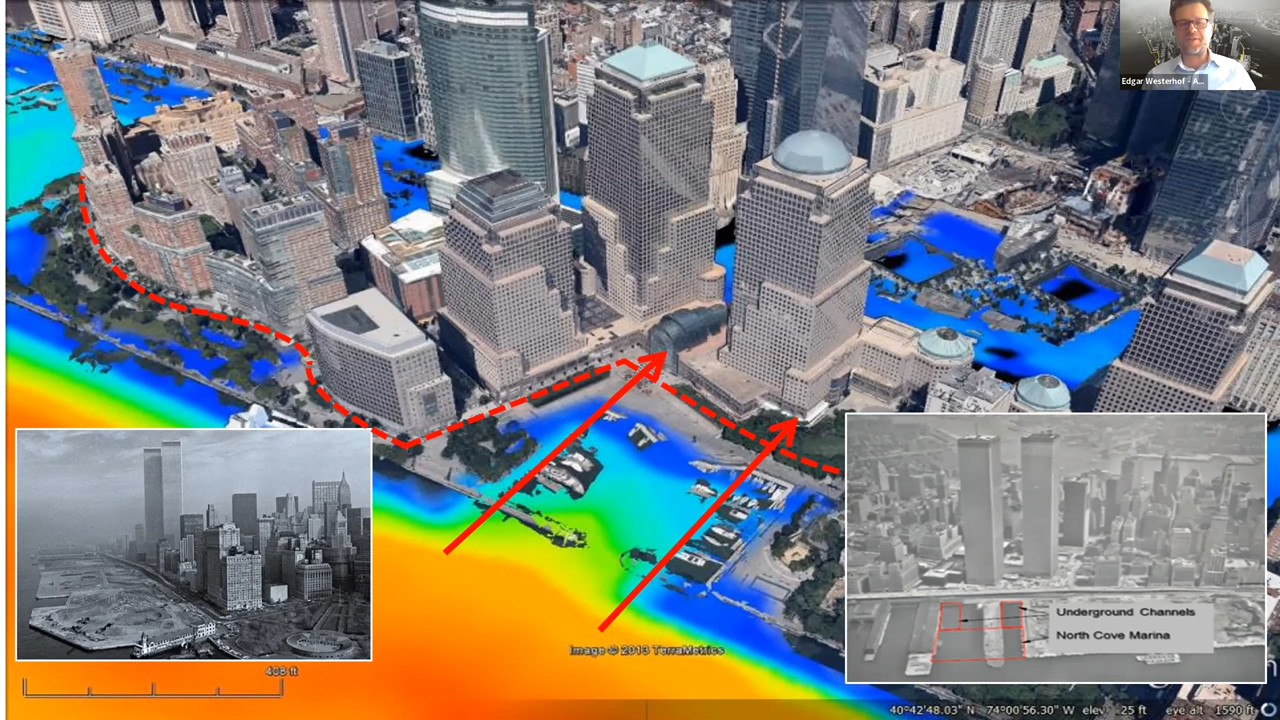 Edgar Westerhof - A...
Underground Channels
North Cove Marina
Image © 2013 TerraMetrics
468 ft
40°42'48.03" N 74°00'56.30" W elev 25 ft eye alt 1590 ft